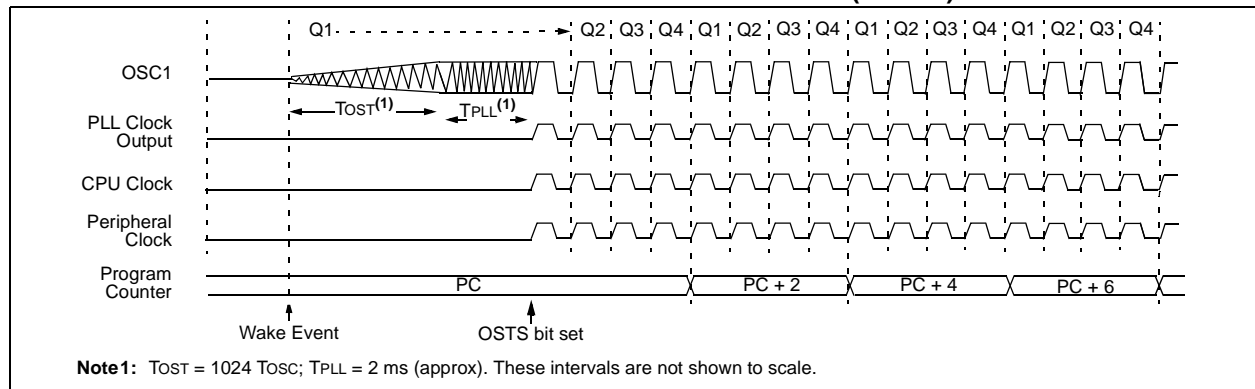 Q1 Q2 Q3 Q4 Q1 Q2 Q3 Q4 Q1 Q2 Q3 Q4 Q1 Q2 Q3 Q4
OSC1
TOST(1) TPLL(1)
PLL Clock
Output
CPU Clock
Peripheral
Clock
Program
Counter
PC PC + 2 PC + 4 PC + 6
Wake Event OSTS bit set
Note1: TOST = 1024 TOSC; TPLL = 2 ms (approx). These intervals are not shown to scale.